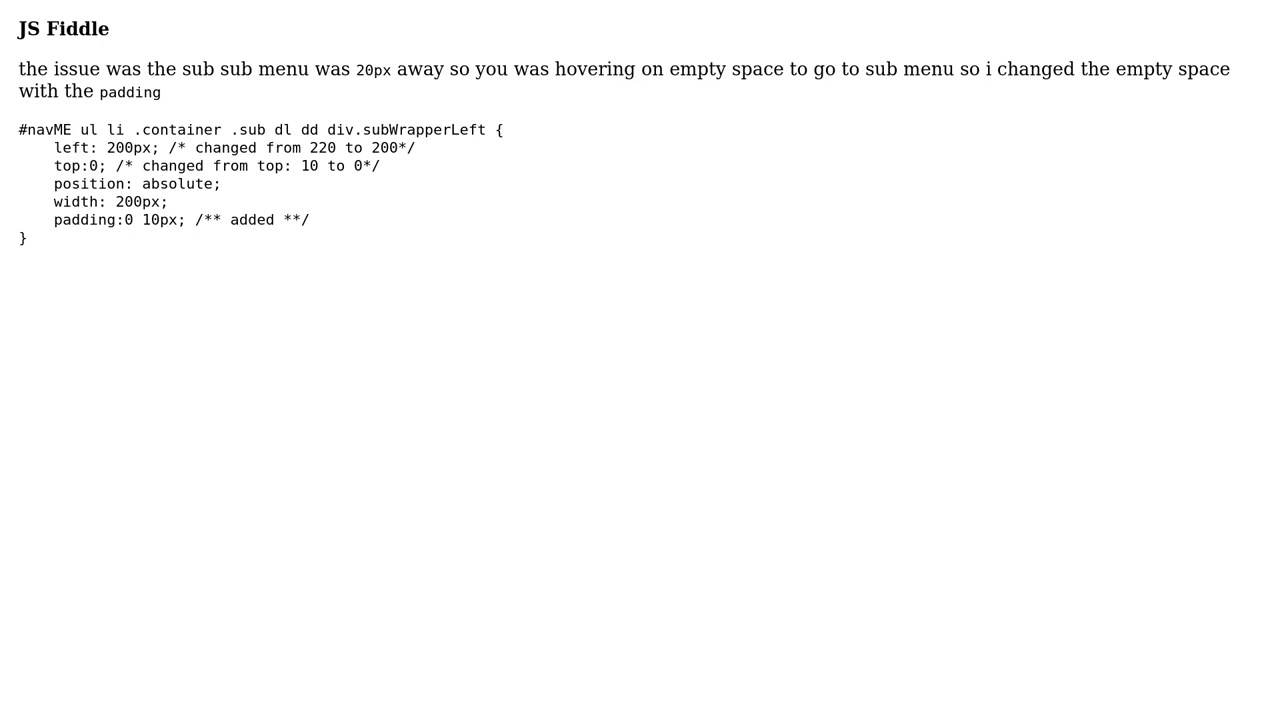 JS Fiddle
the issue was the sub sub menu was 20px away so you was hovering on empty space to go to sub menu so i changed the empty space
with the padding
#navME ul li .container .sub dl dd div.subWrapperLeft {
    left: 200px; /* changed from 220 to 200*/
    top:0; /* changed from top: 10 to 0*/
    position: absolute;
    width: 200px;
    padding:0 10px; /** added **/
}